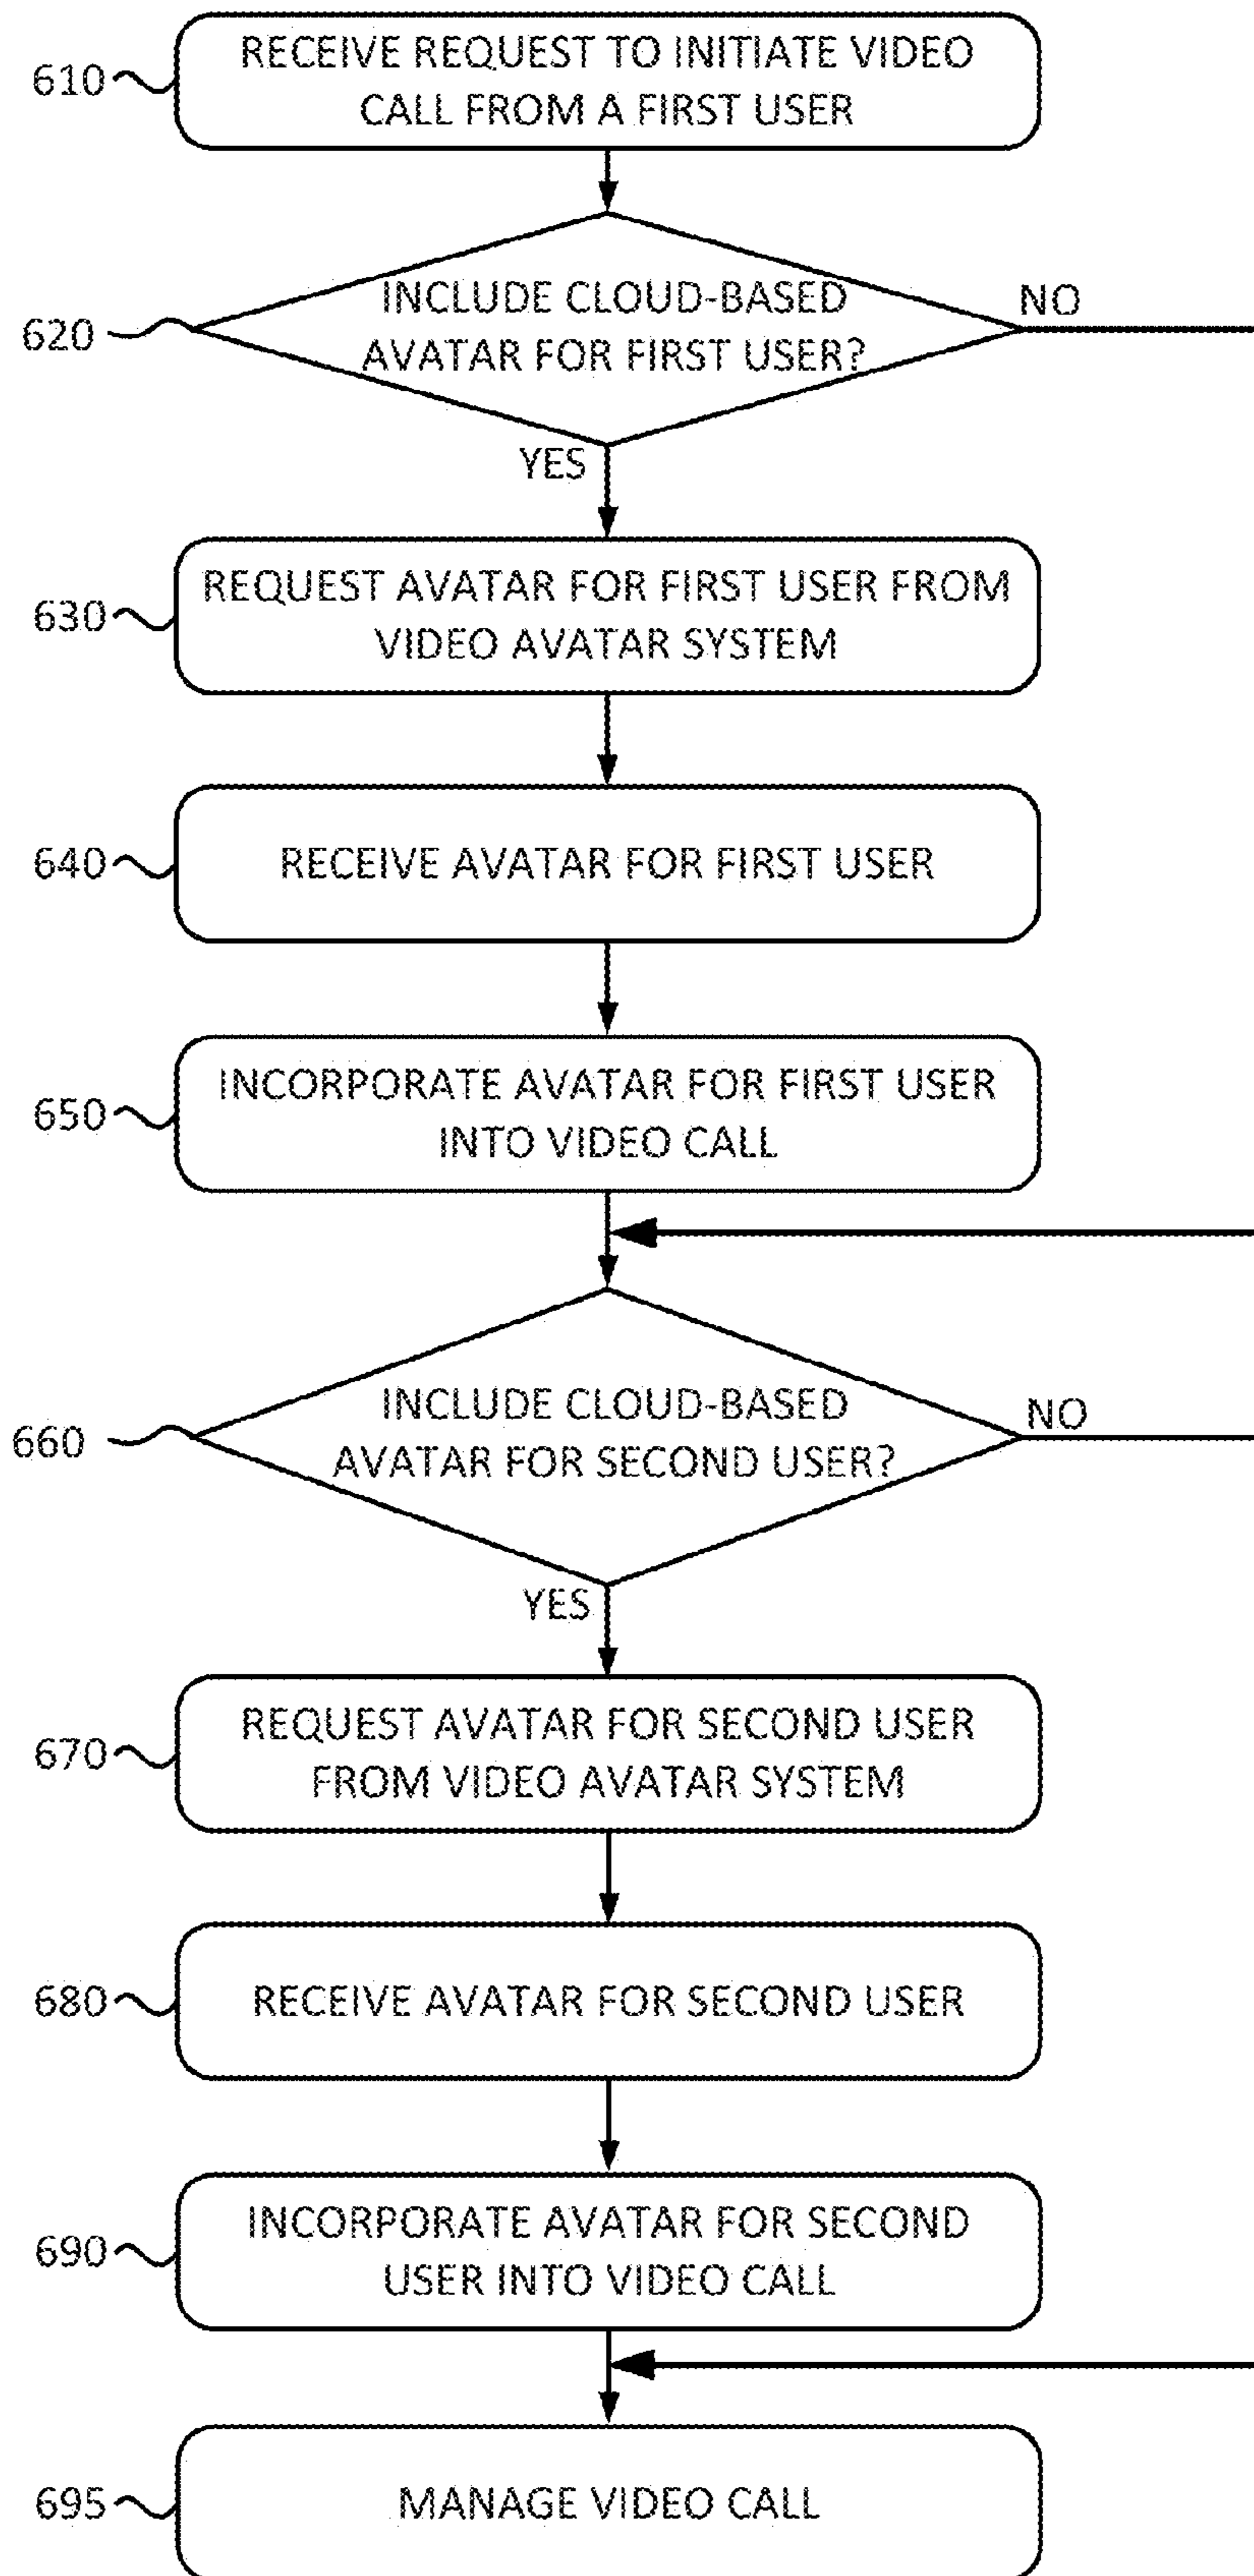 610
RECEIVE REQUEST TO INITIATE VIDEO
CALL FROM A FIRST USER
620
INCLUDE CLOUD-BASED
AVATAR FOR FIRST USER?
NO
YES
630
REQUEST AVATAR FOR FIRST USER FROM
VIDEO AVATAR SYSTEM
640
RECEIVE AVATAR FOR FIRST USER
650
INCORPORATE AVATAR FOR FIRST USER
INTO VIDEO CALL
660
INCLUDE CLOUD-BASED
AVATAR FOR SECOND USER?
NO
YES
670
REQUEST AVATAR FOR SECOND USER
FROM VIDEO AVATAR SYSTEM
680
RECEIVE AVATAR FOR SECOND USER
690
INCORPORATE AVATAR FOR SECOND
USER INTO VIDEO CALL
695
MANAGE VIDEO CALL